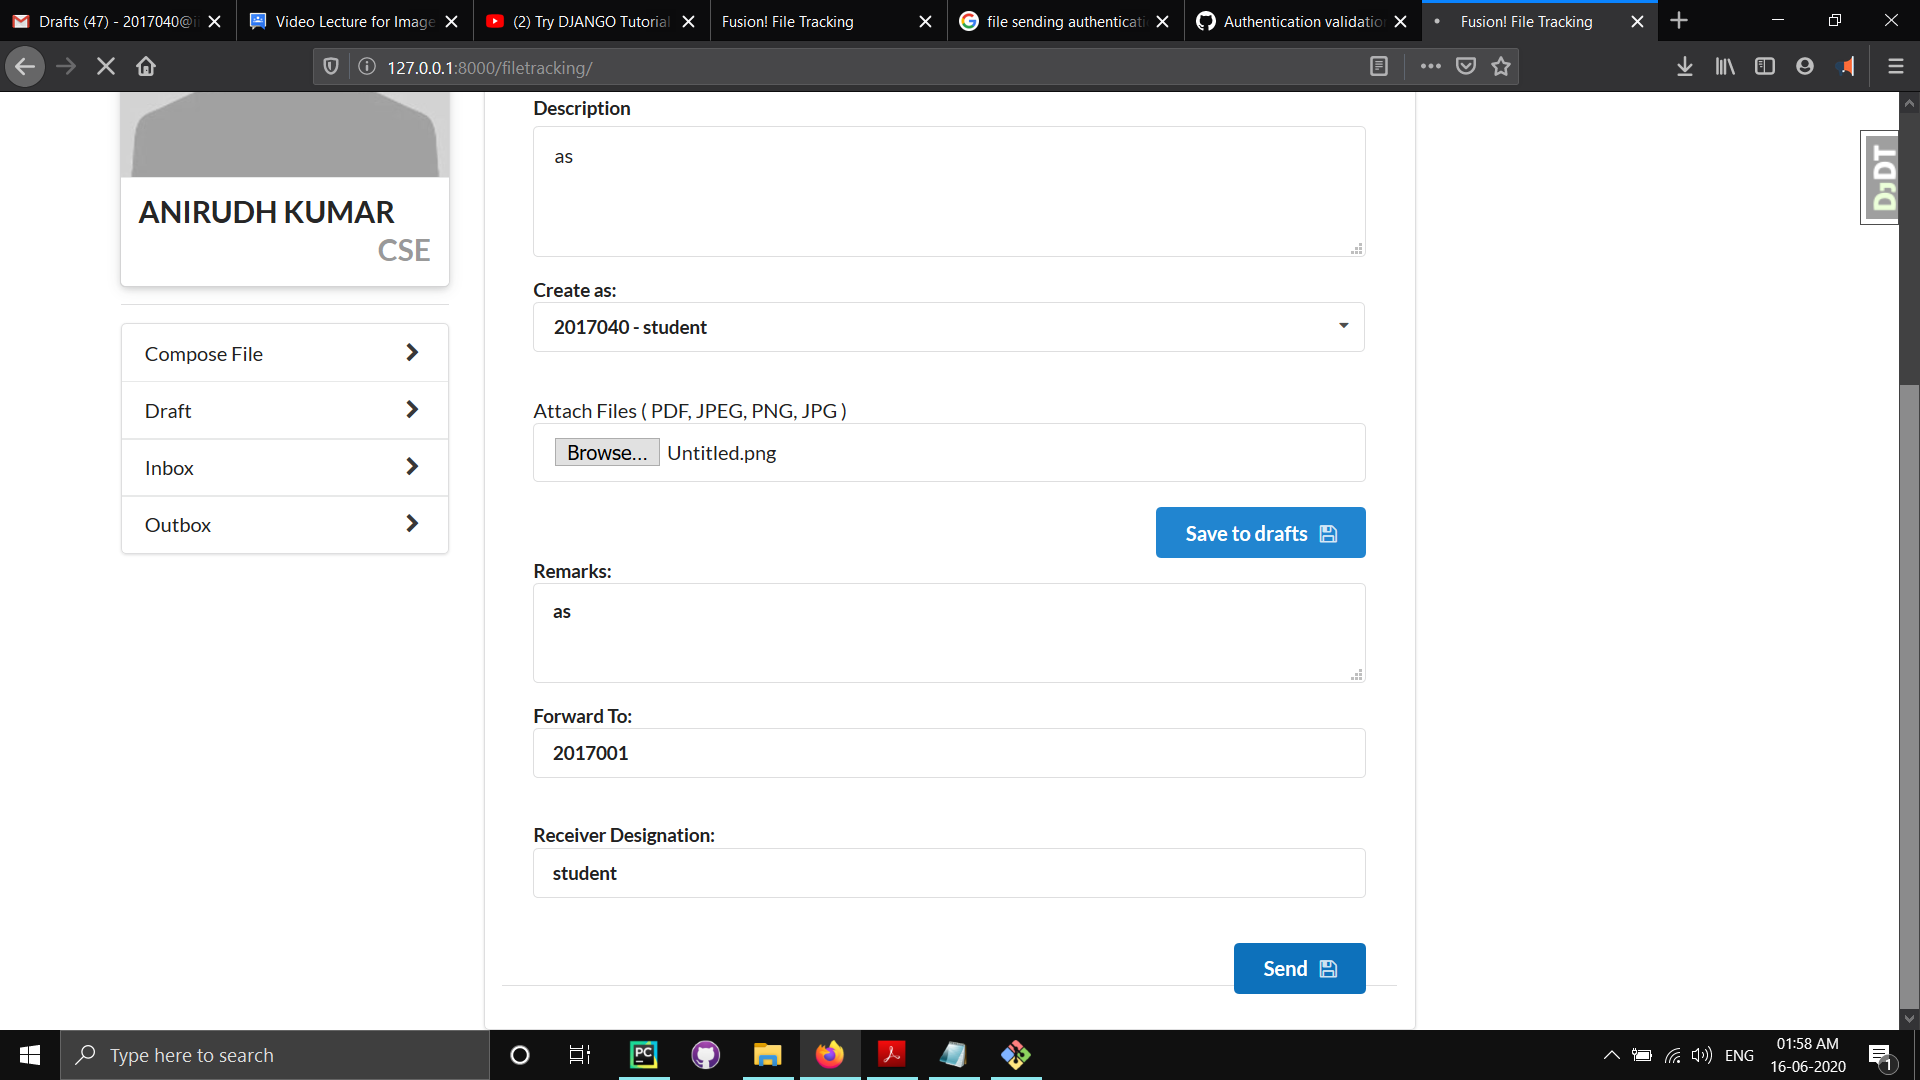 Drafts (47) - 2017040@i
Video Lecture for Image
(2) Try DJANGO Tutorial
Fusion! File Tracking
file sending authenticati
Authentication validatio
Fusion! File Tracking
127.0.0.1:8000/filetracking/
DjDT
ANIRUDH KUMAR
CSE
Compose File
Draft
Inbox
Outbox
Description
as
Create as:
2017040 - student
Attach Files ( PDF, JPEG, PNG, JPG )
Browse... Untitled.png
Save to drafts
Remarks:
as
Forward To:
2017001
Receiver Designation:
student
Send
Type here to search
PC
ENG
01:58 AM
16-06-2020
1